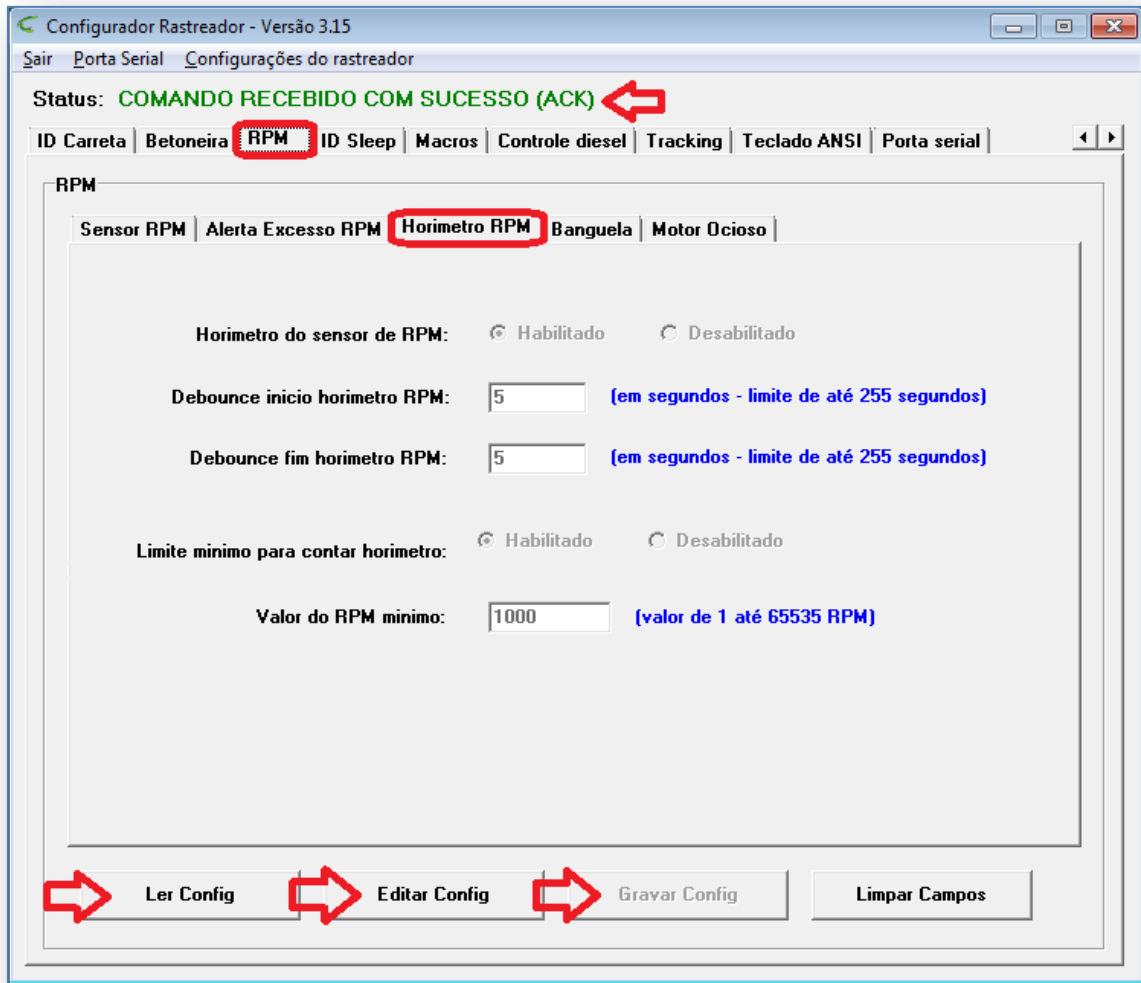 Configurador Rastreador - Versão 3.15
Sair Porta Serial Configurações do rastreador
Status: COMANDO RECEBIDO COM SUCESSO (ACK)
ID Carreta Betoneira RPM ID Sleep Macros Controle diesel Tracking Teclado ANSI Porta serial
RPM
Sensor RPM Alerta Excesso RPM Horimetro RPM Banguela Motor Ocioso
Horimetro do sensor de RPM: Habilitado Desabilitado
Debounce inicio horimetro RPM: 5 (em segundos - limite de até 255 segundos)
Debounce fim horimetro RPM: 5 (em segundos - limite de até 255 segundos)
Limite minimo para contar horimetro: Habilitado Desabilitado
Valor do RPM minimo: 1000 (valor de 1 até 65535 RPM)
Ler Config Editar Config Gravar Config Limpar Campos